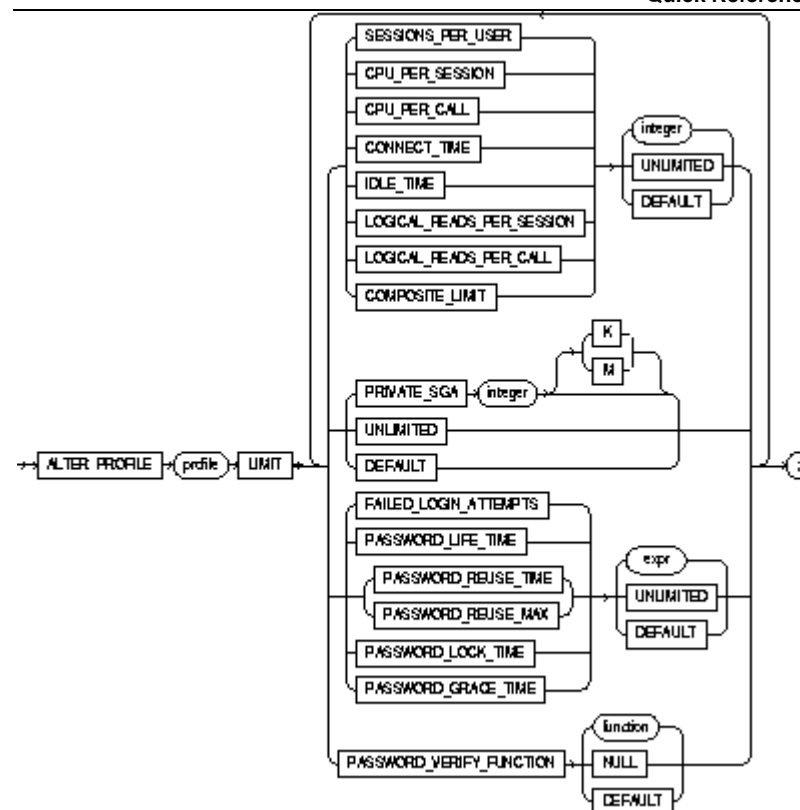 Quick Referen
SESSIONS_PER_USER
CPU_PER_SESSION
CPU_PER_CALL
CONNECT_TIME
IDLE_TIME
LOGICAL_READS_PER_SESSION
LOGICAL_READS_PER_CALL
COMPOSITE_LIMIT
integer
UNLIMITED
DEFAULT
K
M
PRIVATE_SGA integer
UNLIMITED
DEFAULT
ALTER PROFILE profile LIMIT
FAILED_LOGIN_ATTEMPTS
PASSWORD_LIFE_TIME
PASSWORD_REUSE_TIME
PASSWORD_REUSE_MAX
PASSWORD_LOCK_TIME
PASSWORD_GRACE_TIME
expr
UNLIMITED
DEFAULT
PASSWORD_VERIFY_FUNCTION
function
NULL
DEFAULT